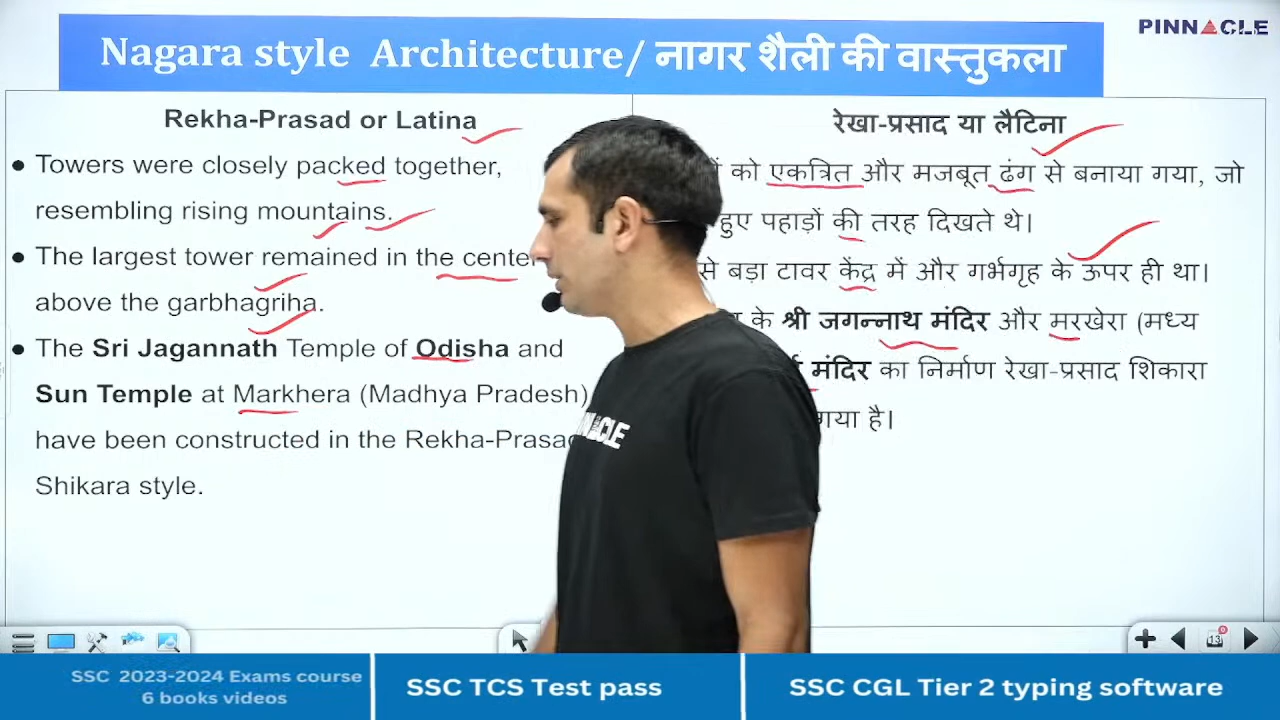 PINNACLE
Nagara style Architecture/ नागर शैली की वास्तुकला
Rekha-Prasad or Latina
Towers were closely packed together,
resembling rising mountains.
The largest tower remained in the center
above the garbhagriha.
The Sri Jagannath Temple of Odisha and
Sun Temple at Markhera (Madhya Pradesh)
have been constructed in the Rekha-Prasad
Shikara style.
रेखा-प्रसाद या लैटिना
को एकत्रित और मजबूत ढंग से बनाया गया, जो
हुए पहाड़ों की तरह दिखते थे।
से बड़ा टावर केंद्र में और गर्भगृह के ऊपर ही था।
के श्री जगन्नाथ मंदिर और मरखेरा (मध्य
मंदिर का निर्माण रेखा-प्रसाद शिकारा
गया है।
13
SSC 2023-2024 Exams course
6 books videos
SSC TCS Test pass
SSC CGL Tier 2 typing software